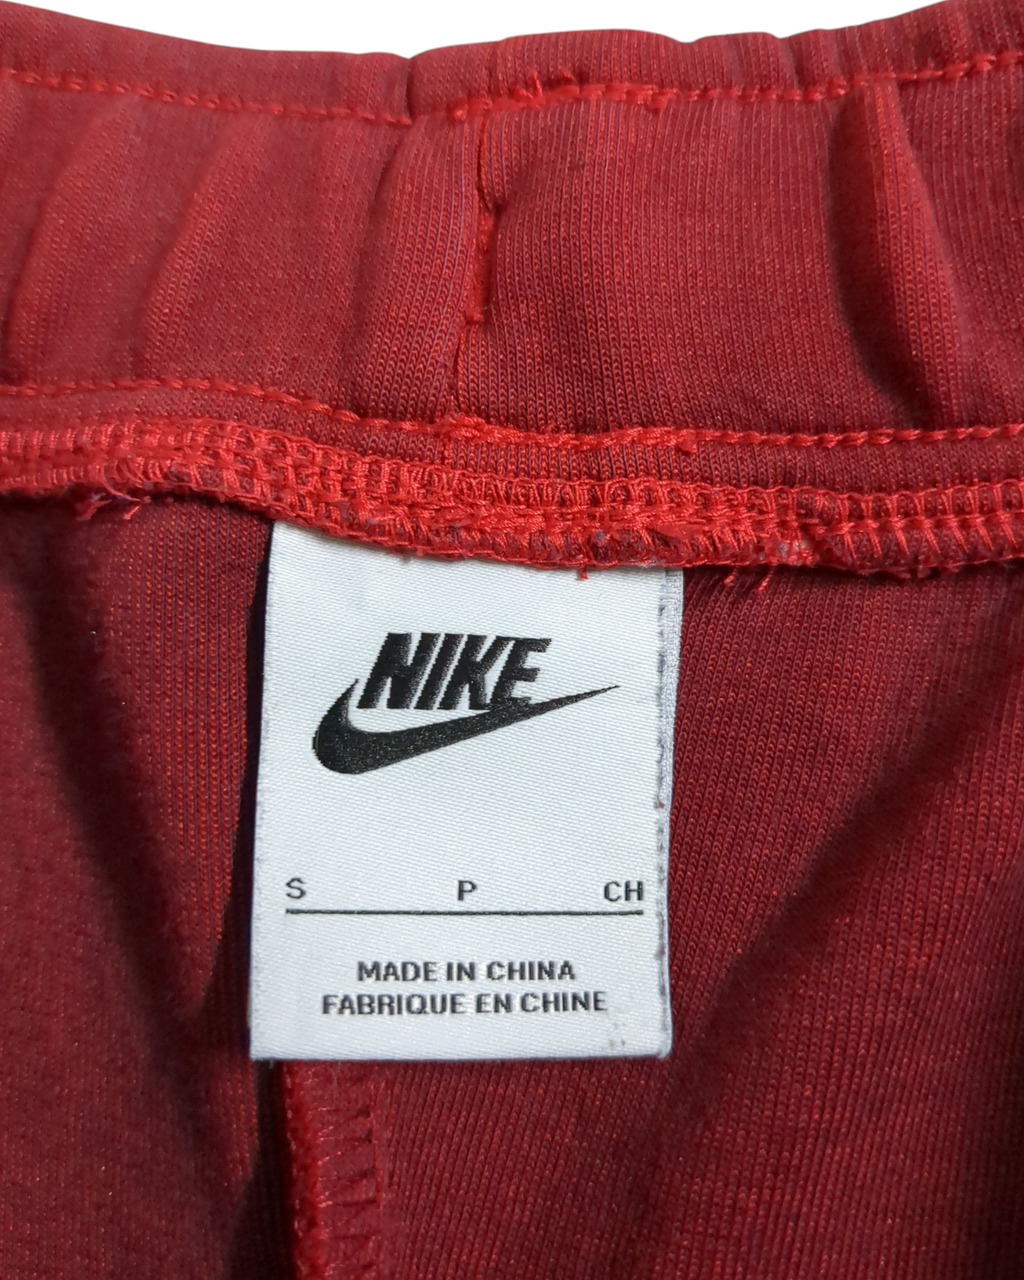 NIKE
S P CH
MADE IN CHINA
FABRIQUE EN CHINE